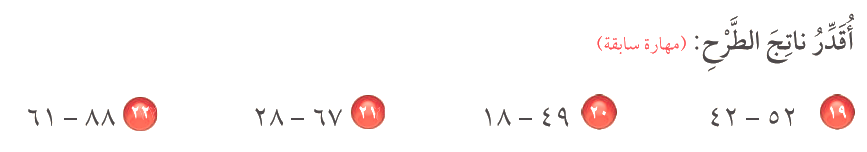 أُقَدِّرُ ناتِجَ الطَّرْحِ: (مهارة سابقة)
١٩ ٥٢ – ٤٢ ٢٠ ٤٩ – ١٨ ٢١ ٦٧ – ٢٨ ٢٢ ٨٨ – ٦١